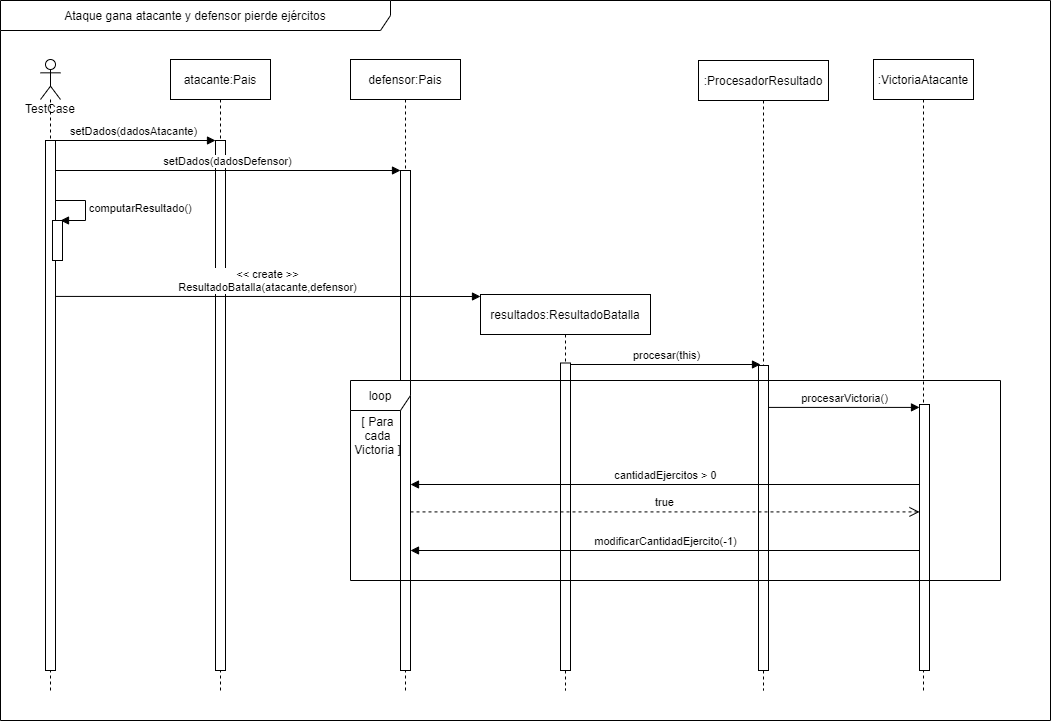 Ataque gana atacante y defensor pierde ejércitos
TestCase
atacante:Pais
defensor:Pais
:ProcesadorResultado
:VictoriaAtacante
setDados(dadosAtacante)
setDados(dadosDefensor)
computarResultado()
<< create >>
ResultadoBatalla(atacante,defensor)
resultados:ResultadoBatalla
procesar(this)
loop
procesarVictoria()
[ Para
cada
Victoria ]
cantidadEjercitos > 0
true
modificarCantidadEjercito(-1)